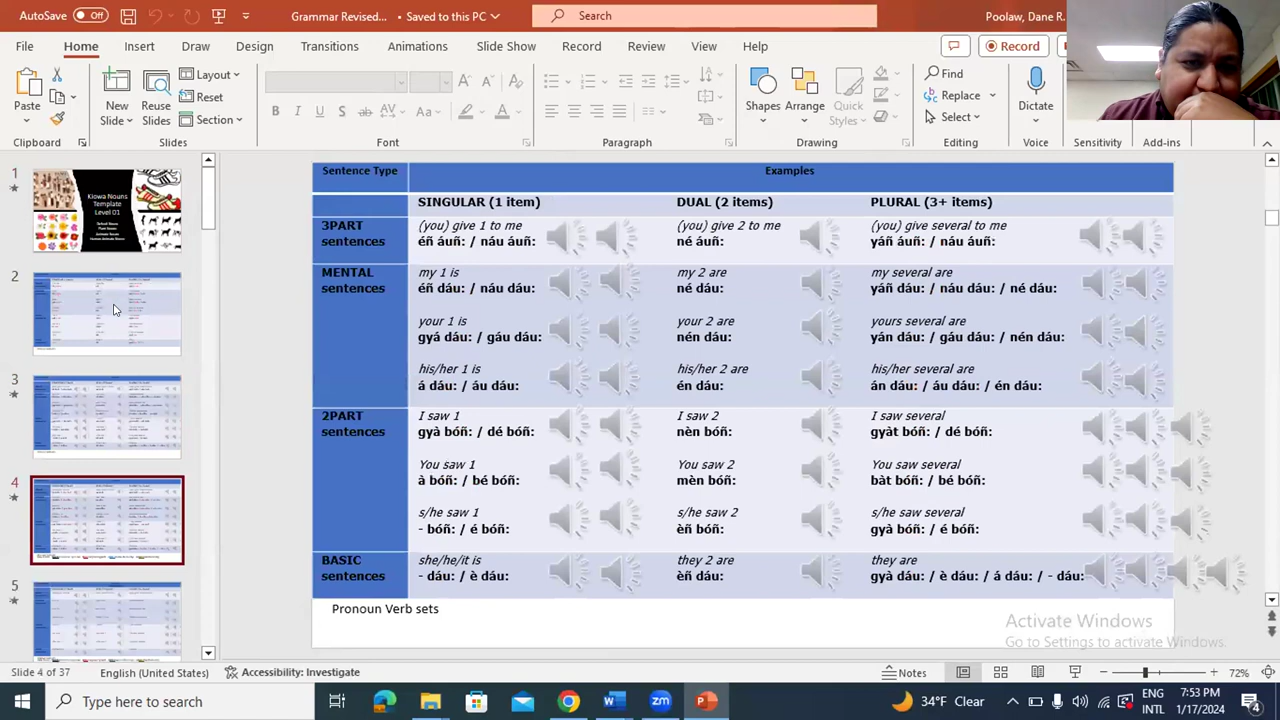 AutoSave Off Grammar Revised... • Saved to this PC Search Poolaw, Dane R.
File Home Insert Draw Design Transitions Animations Slide Show Record Review View Help Record
Paste New Slide Reuse Slides Layout Reset Section Shapes Arrange Quick Styles Find Replace Select Dictate
Clipboard Slides Font Paragraph Drawing Editing Voice Sensitivity Add-ins
1
Kiowa Nouns
Template
Level 01
2
3
4
5
Sentence Type Examples
SINGULAR (1 item) DUAL (2 items) PLURAL (3+ items)
3PART sentences
(you) give 1 to me (you) give 2 to me (you) give several to me
éñ áuñ: / náu áuñ: né áuñ: yáñ áuñ: / náu áuñ:
MENTAL sentences
my 1 is my 2 are my several are
éñ dáu: / náu dáu: né dáu: yáñ dáu: / náu dáu: / né dáu:
your 1 is your 2 are yours several are
gyá dáu: / gáu dáu: nén dáu: yán dáu: / gáu dáu: / nén dáu:
his/her 1 is his/her 2 are his/her several are
á dáu: / áu dáu: én dáu: án dáu: / áu dáu: / én dáu:
2PART sentences
I saw 1 I saw 2 I saw several
gyà bóñ: / dé bóñ: nèn bóñ: gyàt bóñ: / dé bóñ:
You saw 1 You saw 2 You saw several
à bóñ: / bé bóñ: mèn bóñ: bàt bóñ: / bé bóñ:
s/he saw 1 s/he saw 2 s/he saw several
- bóñ: / é bóñ: èñ bóñ: gyà bóñ: / é bóñ:
BASIC sentences
she/he/it is they 2 are they are
- dáu: / è dáu: èñ dáu: gyà dáu: / è dáu: / á dáu: / - dáu:
Pronoun Verb sets
Activate Windows
Go to Settings to activate Windows.
Slide 4 of 37 English (United States) Accessibility: Investigate Notes 72%
Type here to search 34°F Clear ENG INTL 7:53 PM 1/17/2024 4